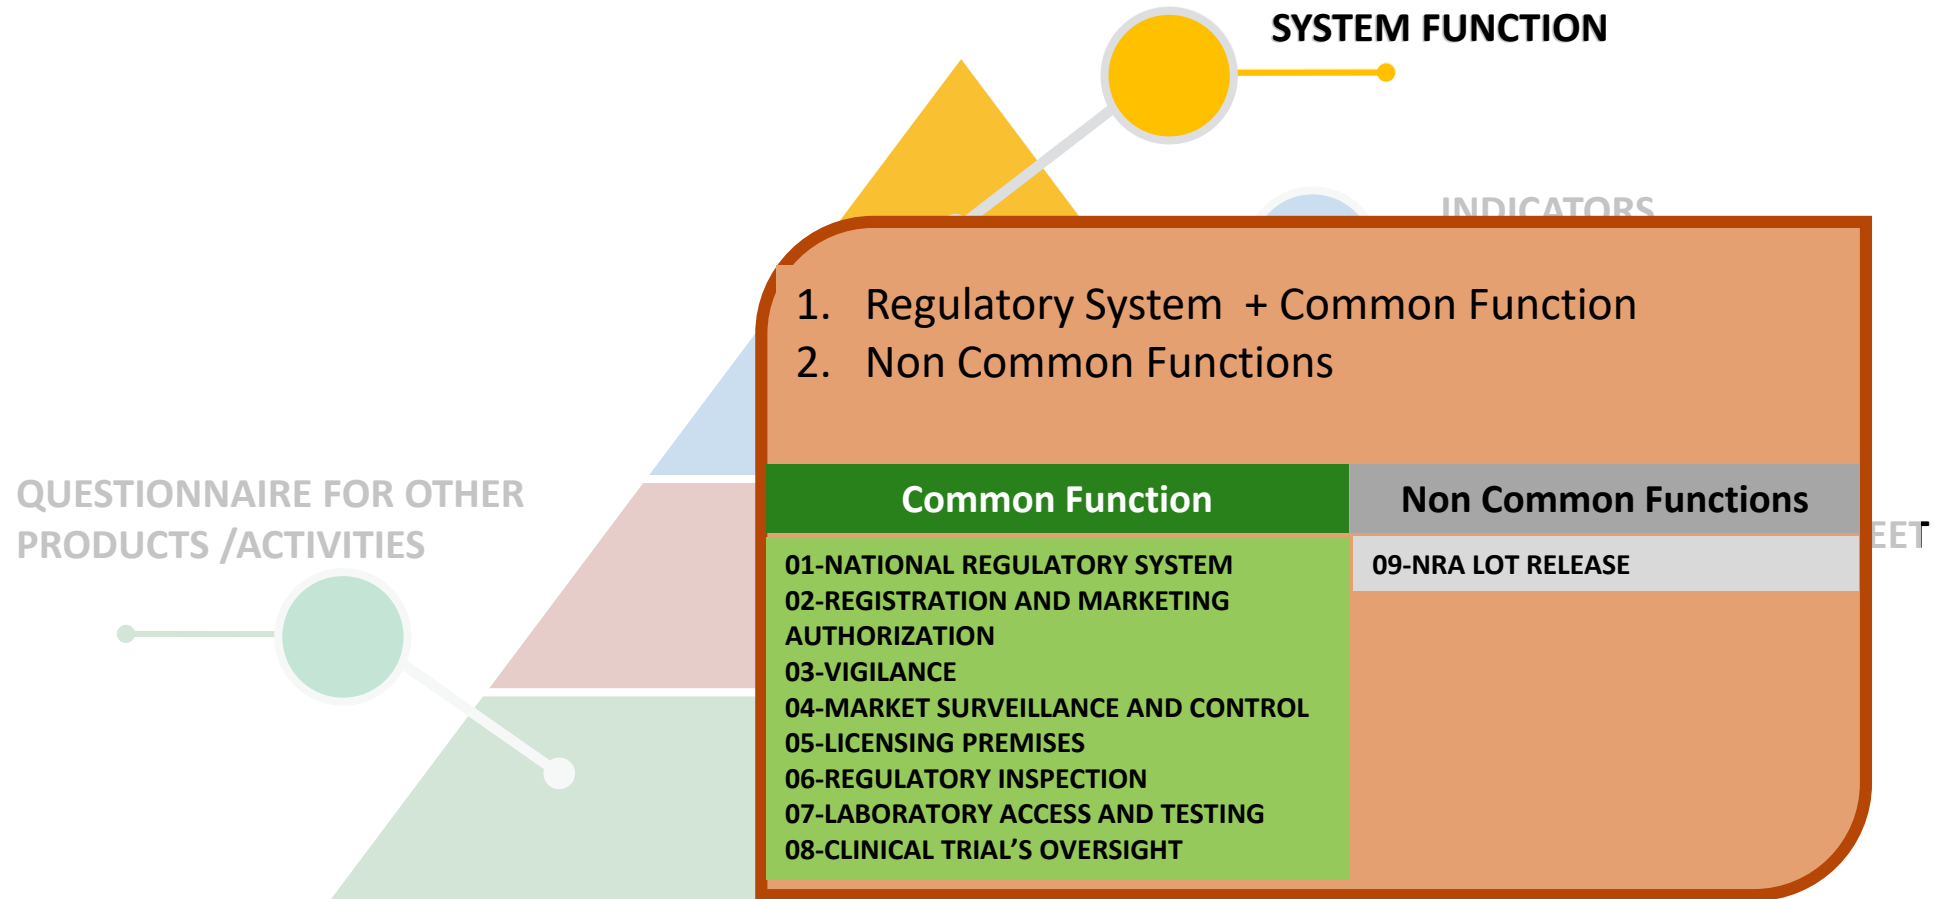 SYSTEM FUNCTION
INDICATORS
1. Regulatory System + Common Function
2. Non Common Functions
QUESTIONNAIRE FOR OTHER
PRODUCTS /ACTIVITIES
Common Function
Non Common Functions
01-NATIONAL REGULATORY SYSTEM
02-REGISTRATION AND MARKETING
AUTHORIZATION
03-VIGILANCE
04-MARKET SURVEILLANCE AND CONTROL
05-LICENSING PREMISES
06-REGULATORY INSPECTION
07-LABORATORY ACCESS AND TESTING
08-CLINICAL TRIAL’S OVERSIGHT
09-NRA LOT RELEASE